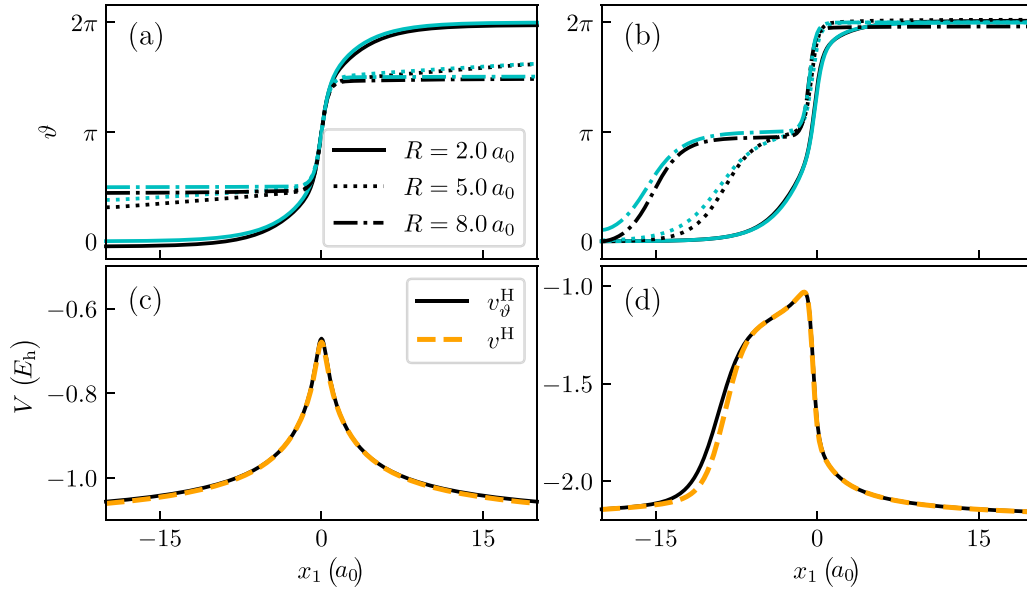 (a)
(b)
2π
π
0
ϑ
R = 2.0 a₀
R = 5.0 a₀
R = 8.0 a₀
(c)
(d)
−0.6
−0.8
−1.0
V (Eₕ)
v_ϑ^H
v^H
−1.0
−1.5
−2.0
−15
0
15
−15
0
15
x₁ (a₀)
x₁ (a₀)